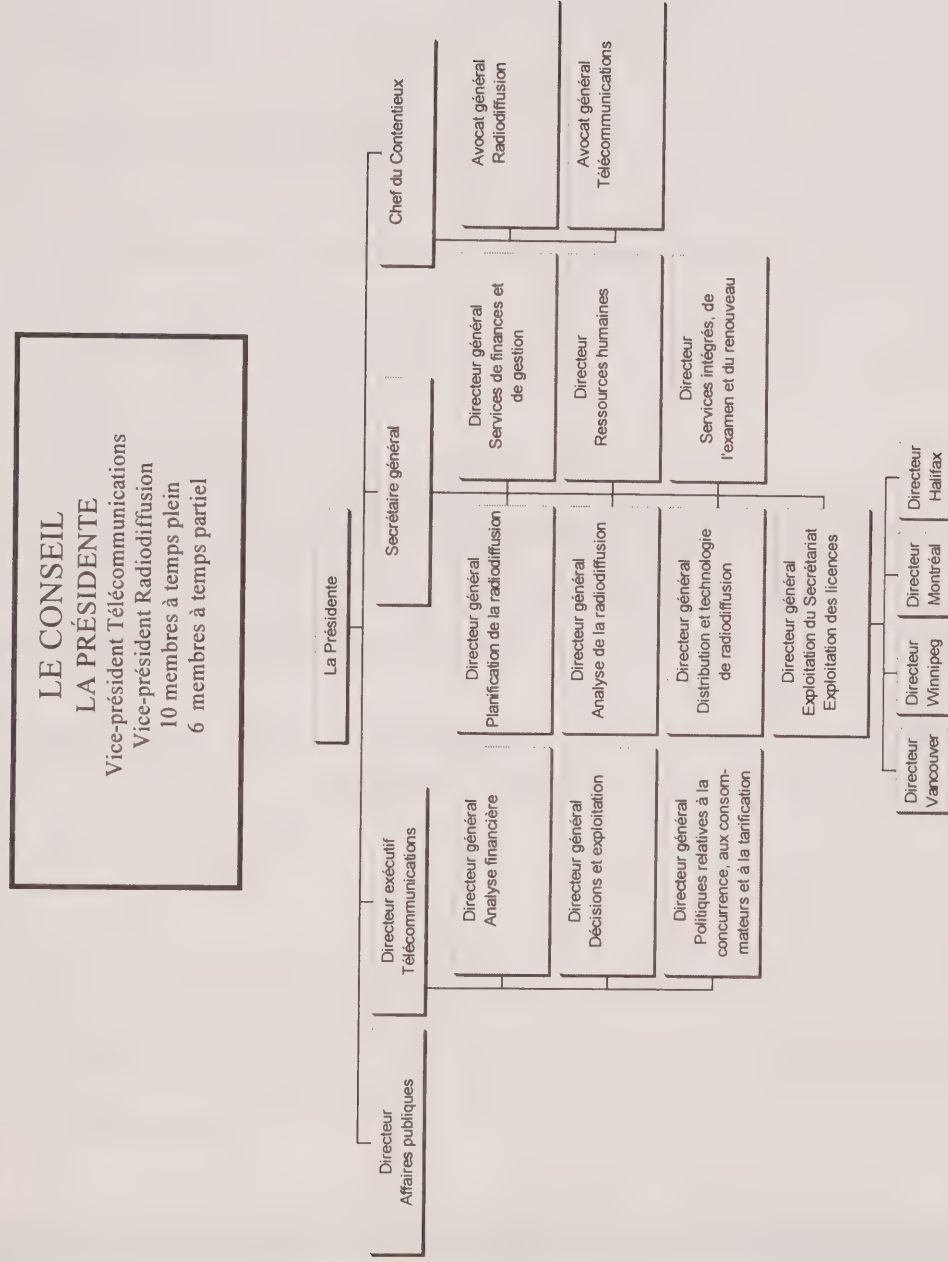 LE CONSEIL
LA PRÉSIDENTE
Vice-président Télécommunications
Vice-président Radiodiffusion
10 membres à temps plein
6 membres à temps partiel
La Présidente
Directeur
Affaires publiques
Directeur exécutif
Télécommunications
Secrétaire général
Chef du Contentieux
Directeur général
Analyse financière
Directeur général
Décisions et exploitation
Directeur général
Politiques relatives à la
concurrence, aux consom-
mateurs et à la tarification
Directeur général
Planification de la radiodiffusion
Directeur général
Analyse de la radiodiffusion
Directeur général
Distribution et technologie
de radiodiffusion
Directeur général
Exploitation du Secrétariat
Exploitation des licences
Directeur général
Services de finances et
de gestion
Directeur
Ressources humaines
Directeur
Services intégrés, de
l'examen et du renouveau
Avocat général
Radiodiffusion
Avocat général
Télécommunications
Directeur
Vancouver
Directeur
Winnipeg
Directeur
Montréal
Directeur
Halifax